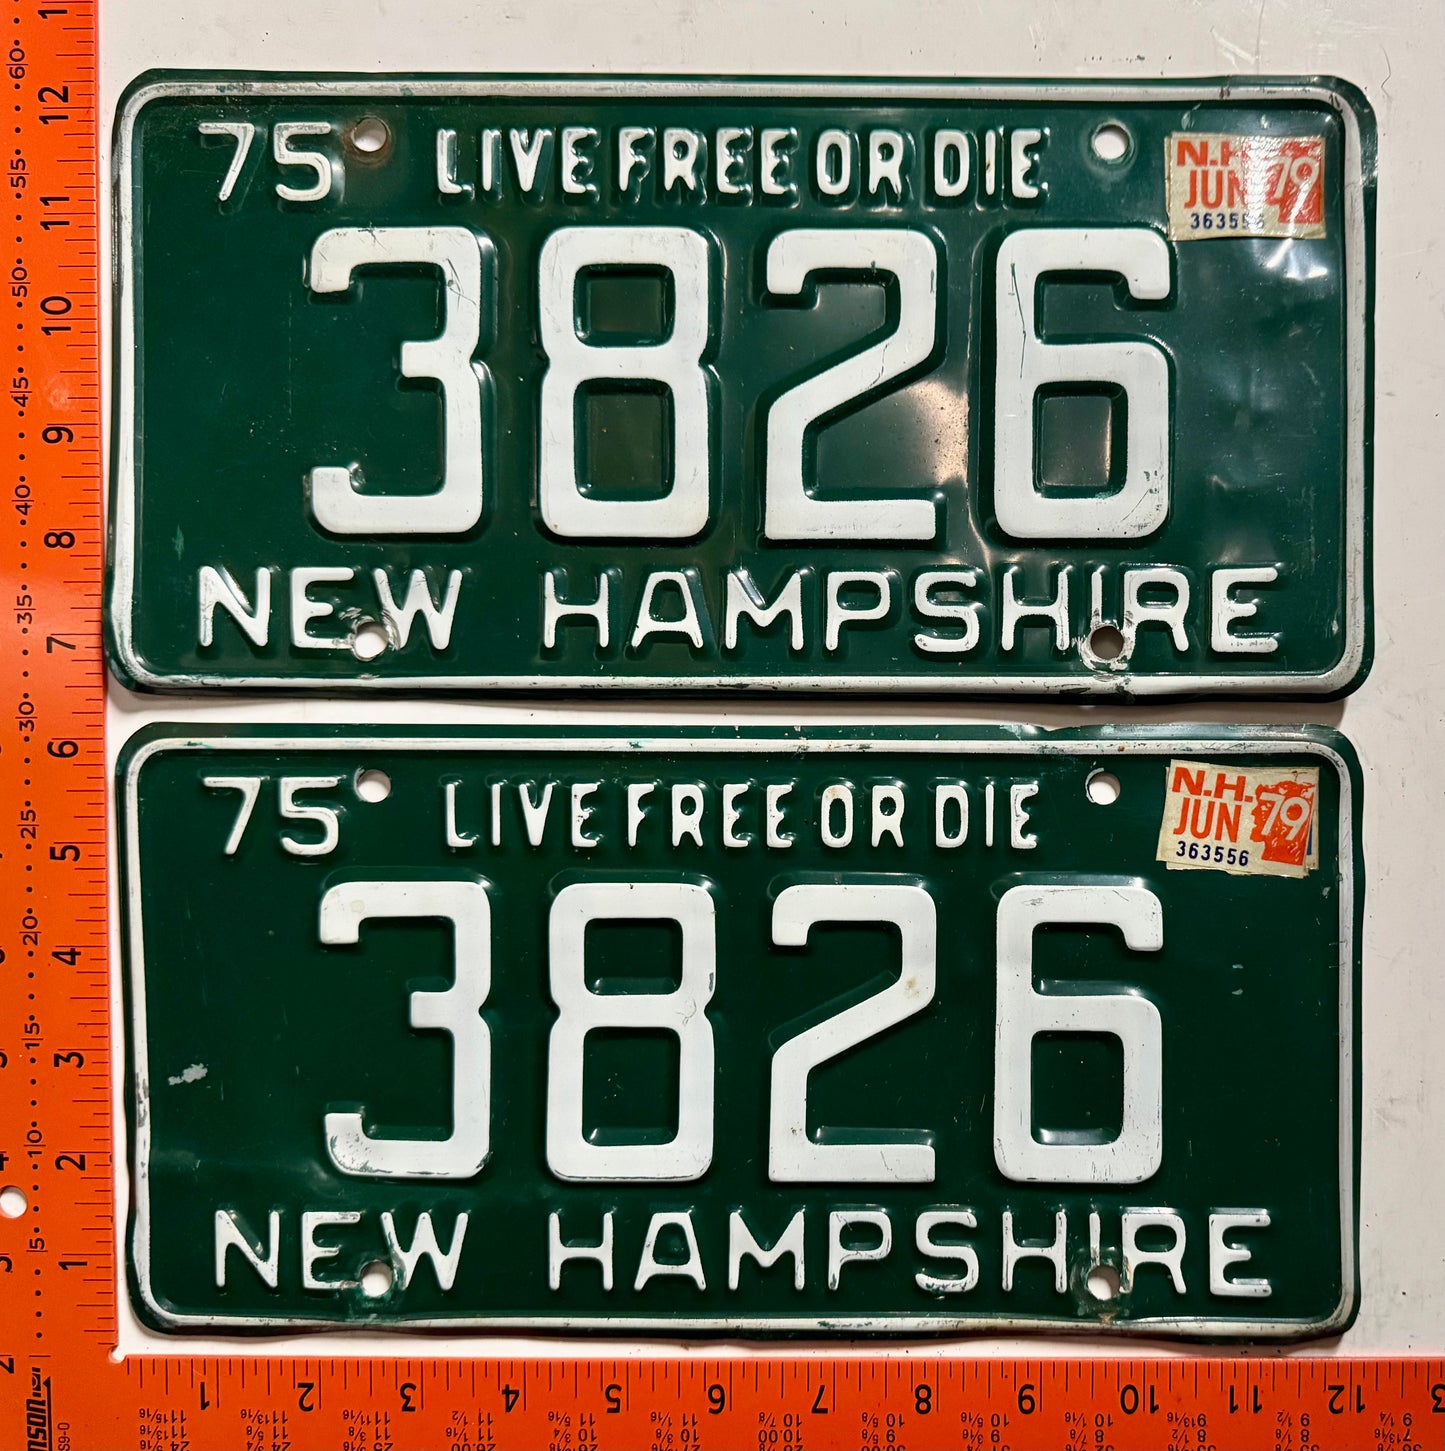 75 LIVE FREE OR DIE
N.H.
JUN 79
3635
3826
NEW HAMPSHIRE
75 LIVE FREE OR DIE
N.H.
JUN 79
363556
3826
NEW HAMPSHIRE